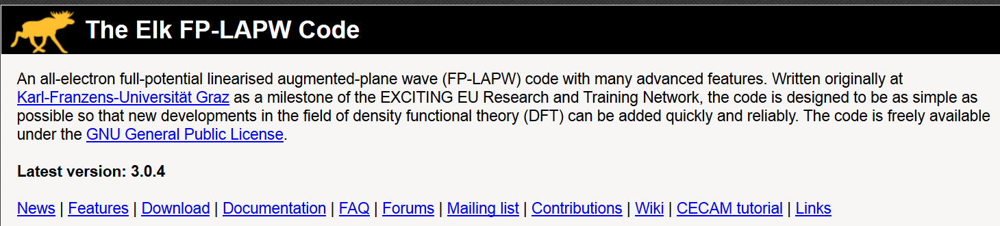 The Elk FP-LAPW Code
An all-electron full-potential linearised augmented-plane wave (FP-LAPW) code with many advanced features. Written originally at
Karl-Franzens-Universität Graz as a milestone of the EXCITING EU Research and Training Network, the code is designed to be as simple as
possible so that new developments in the field of density functional theory (DFT) can be added quickly and reliably. The code is freely available
under the GNU General Public License.
Latest version: 3.0.4
News | Features | Download | Documentation | FAQ | Forums | Mailing list | Contributions | Wiki | CECAM tutorial | Links